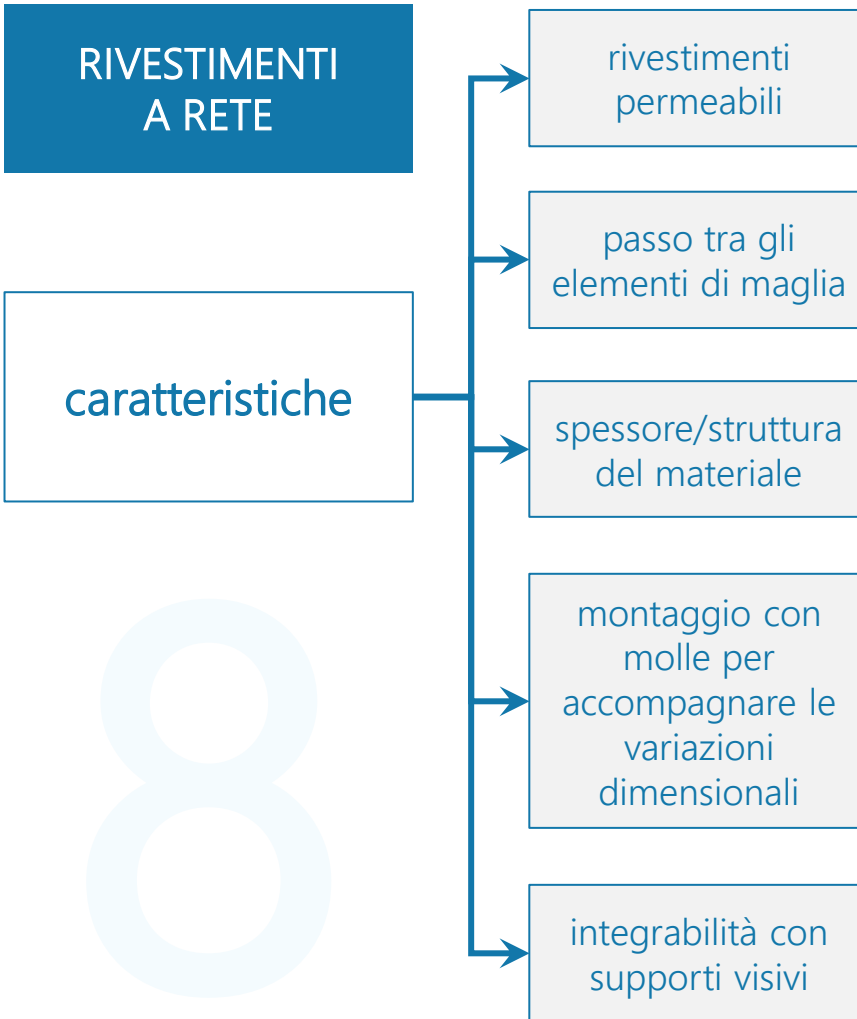 RIVESTIMENTI
A RETE
caratteristiche
rivestimenti
permeabili
passo tra gli
elementi di maglia
spessore/struttura
del materiale
montaggio con
molle per
accompagnare le
variazioni
dimensionali
integrabilità con
supporti visivi
8